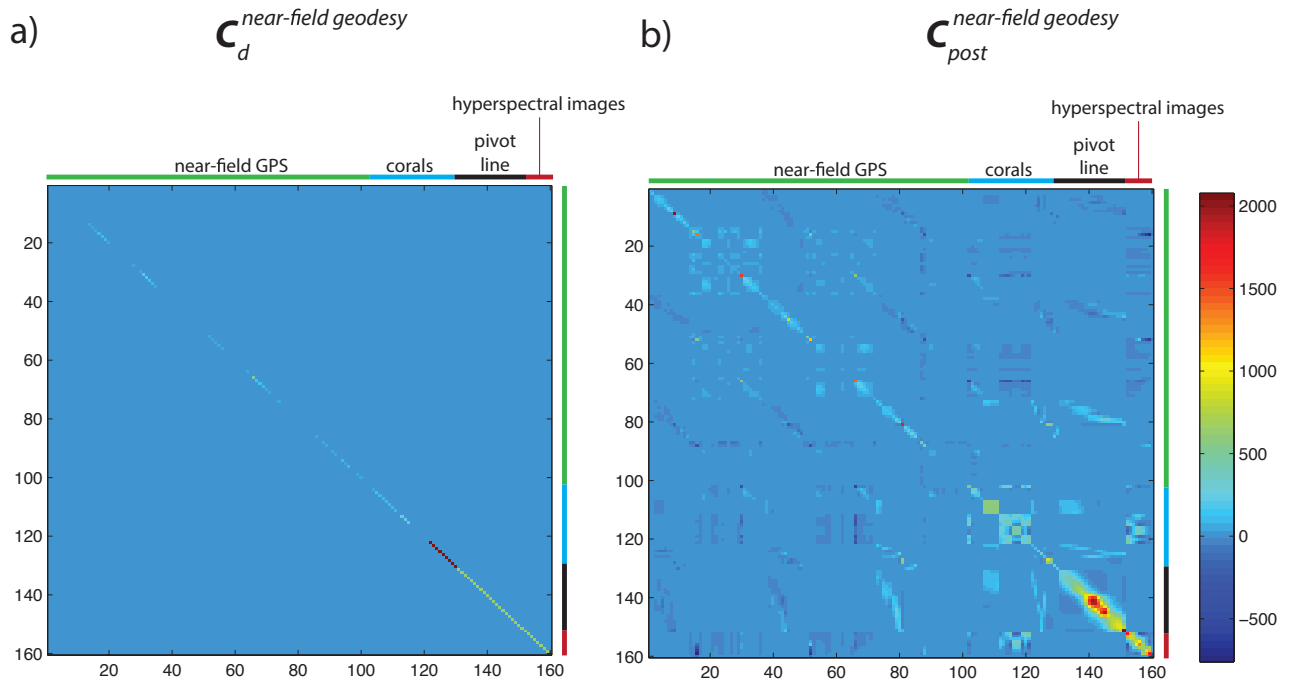 a)
C d near-field geodesy
hyperspectral images
near-field GPS
corals
pivot
line
20
40
60
80
100
120
140
160
20
40
60
80
100
120
140
160
b)
C post near-field geodesy
hyperspectral images
near-field GPS
corals
pivot
line
20
40
60
80
100
120
140
160
20
40
60
80
100
120
140
160
2000
1500
1000
500
0
−500